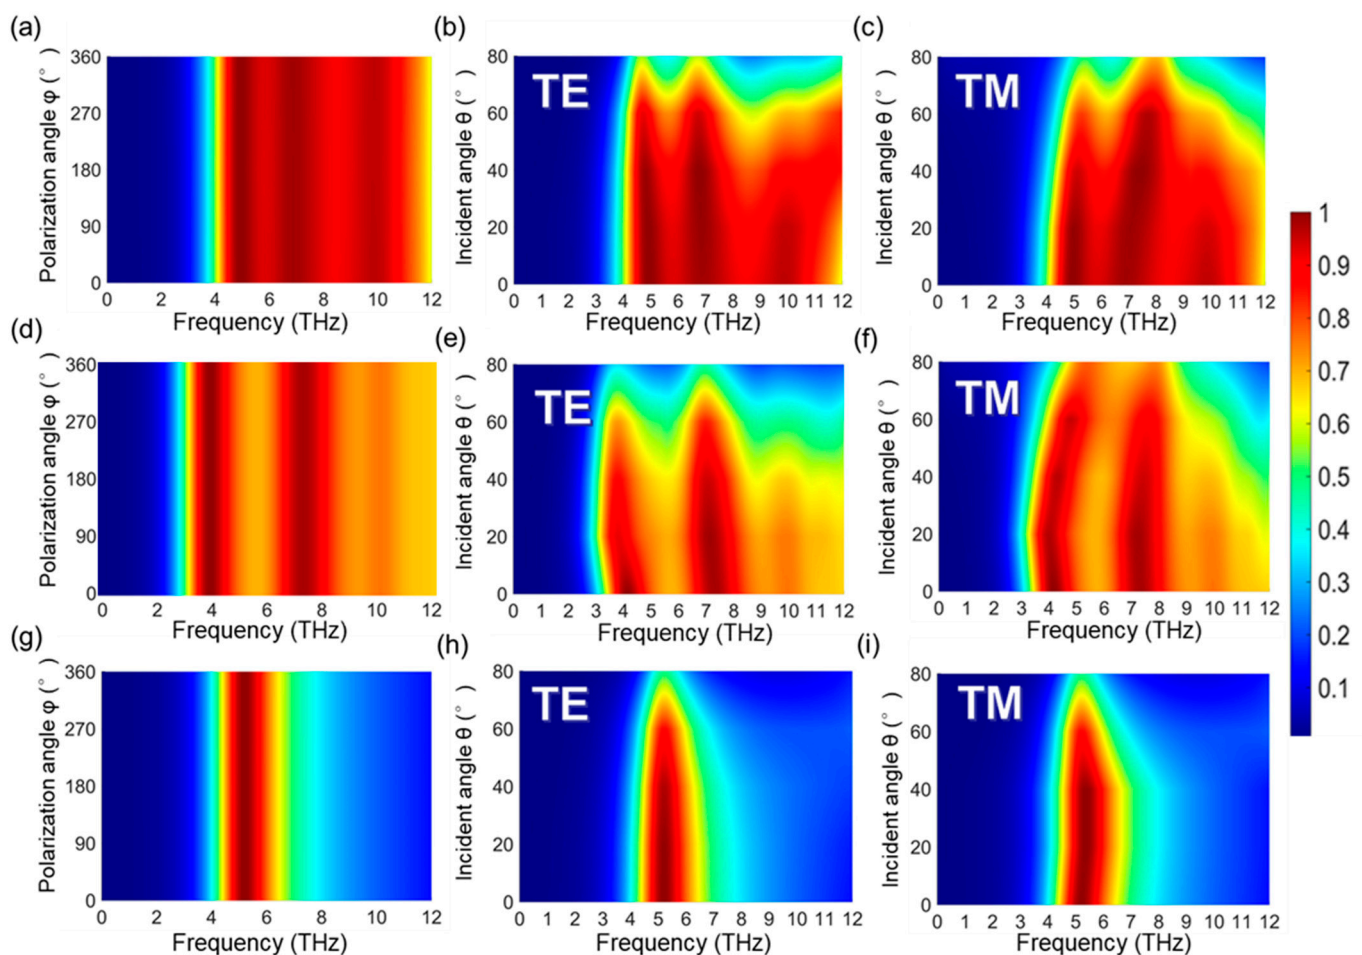 (a)
Polarization angle φ (°)
360
270
180
90
0
0 2 4 6 8 10 12
Frequency (THz)
(b)
Incident angle θ (°)
80
60
40
20
0
TE
0 1 2 3 4 5 6 7 8 9 10 11 12
Frequency (THz)
(c)
Incident angle θ (°)
80
60
40
20
0
TM
0 1 2 3 4 5 6 7 8 9 10 11 12
Frequency (THz)
(d)
Polarization angle φ (°)
360
270
180
90
0
0 2 4 6 8 10 12
Frequency (THz)
(e)
Incident angle θ (°)
80
60
40
20
0
TE
0 1 2 3 4 5 6 7 8 9 10 11 12
Frequency (THz)
(f)
Incident angle θ (°)
80
60
40
20
0
TM
0 1 2 3 4 5 6 7 8 9 10 11 12
Frequency (THz)
(g)
Polarization angle φ (°)
360
270
180
90
0
0 2 4 6 8 10 12
Frequency (THz)
(h)
Incident angle θ (°)
80
60
40
20
0
TE
0 1 2 3 4 5 6 7 8 9 10 11 12
Frequency (THz)
(i)
Incident angle θ (°)
80
60
40
20
0
TM
0 1 2 3 4 5 6 7 8 9 10 11 12
Frequency (THz)
1
0.9
0.8
0.7
0.6
0.5
0.4
0.3
0.2
0.1